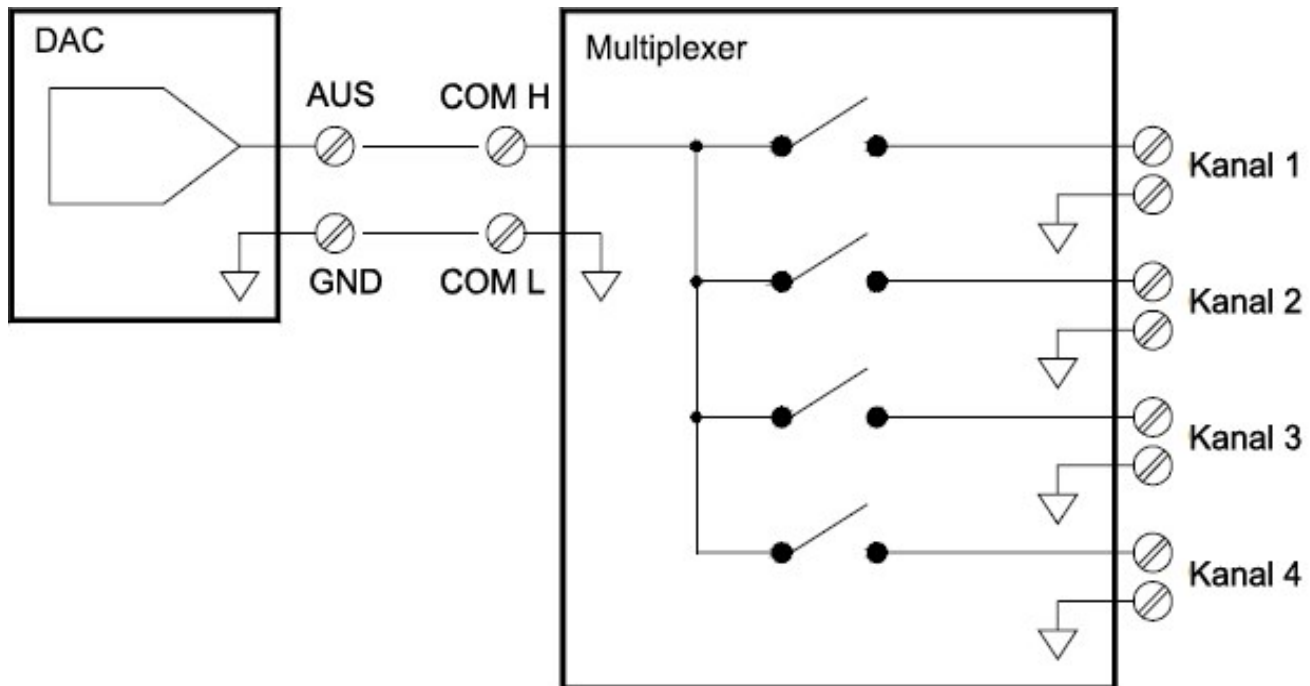 DAC
Multiplexer
AUS
COM H
Kanal 1
GND
COM L
Kanal 2
Kanal 3
Kanal 4